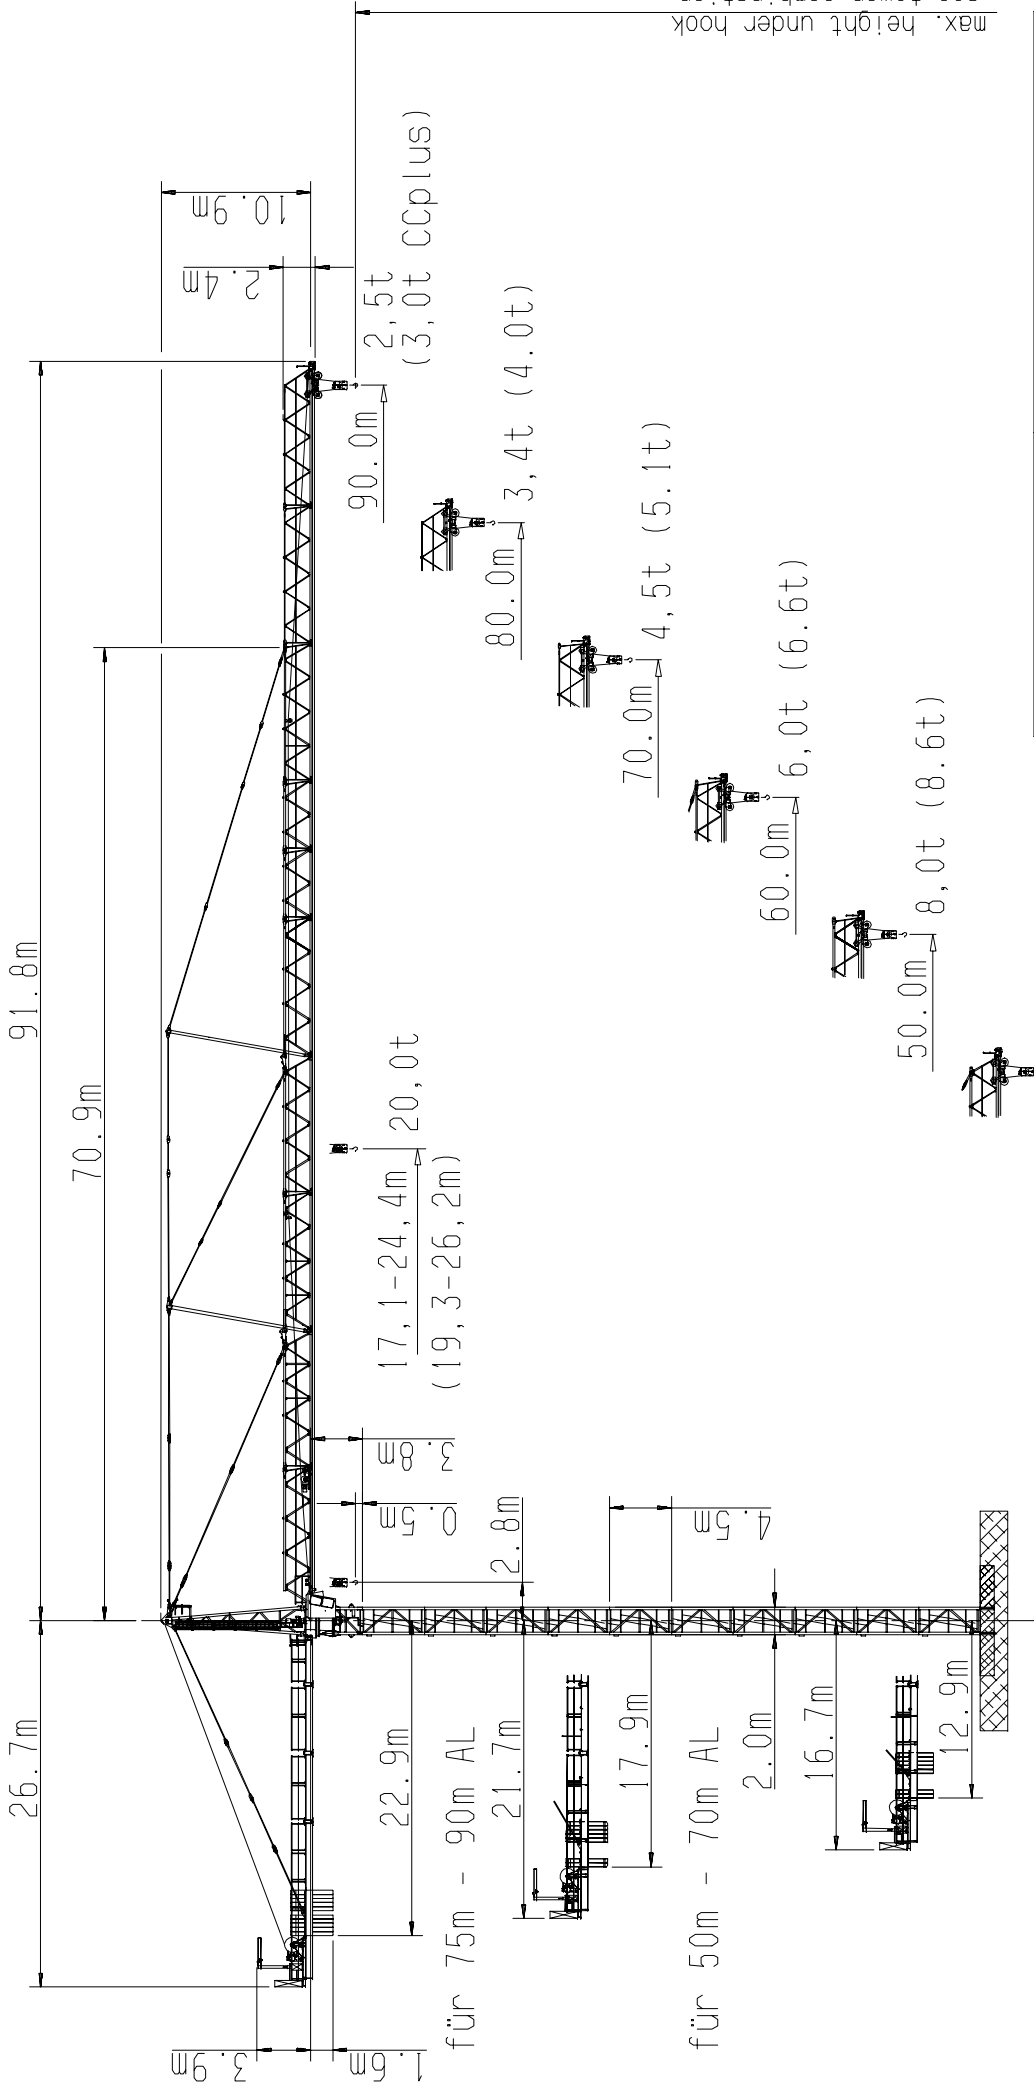 26.7m
91.8m
70.9m
10.9m
2.4m
3.9m
1.6m
22.9m
für 75m - 90m AL
21.7m
17.9m
für 50m - 70m AL
2.0m
16.7m
12.9m
3.8m
0.5m
2.8m
4.5m
17,1-24,4m
20,0t
(19,3-26,2m)
90.0m
2,5t
(3,0t CCplus)
80.0m
3,4t (4.0t)
70.0m
4,5t (5.1t)
60.0m
6,0t (6.6t)
50.0m
8,0t (8.6t)
max. height under hook